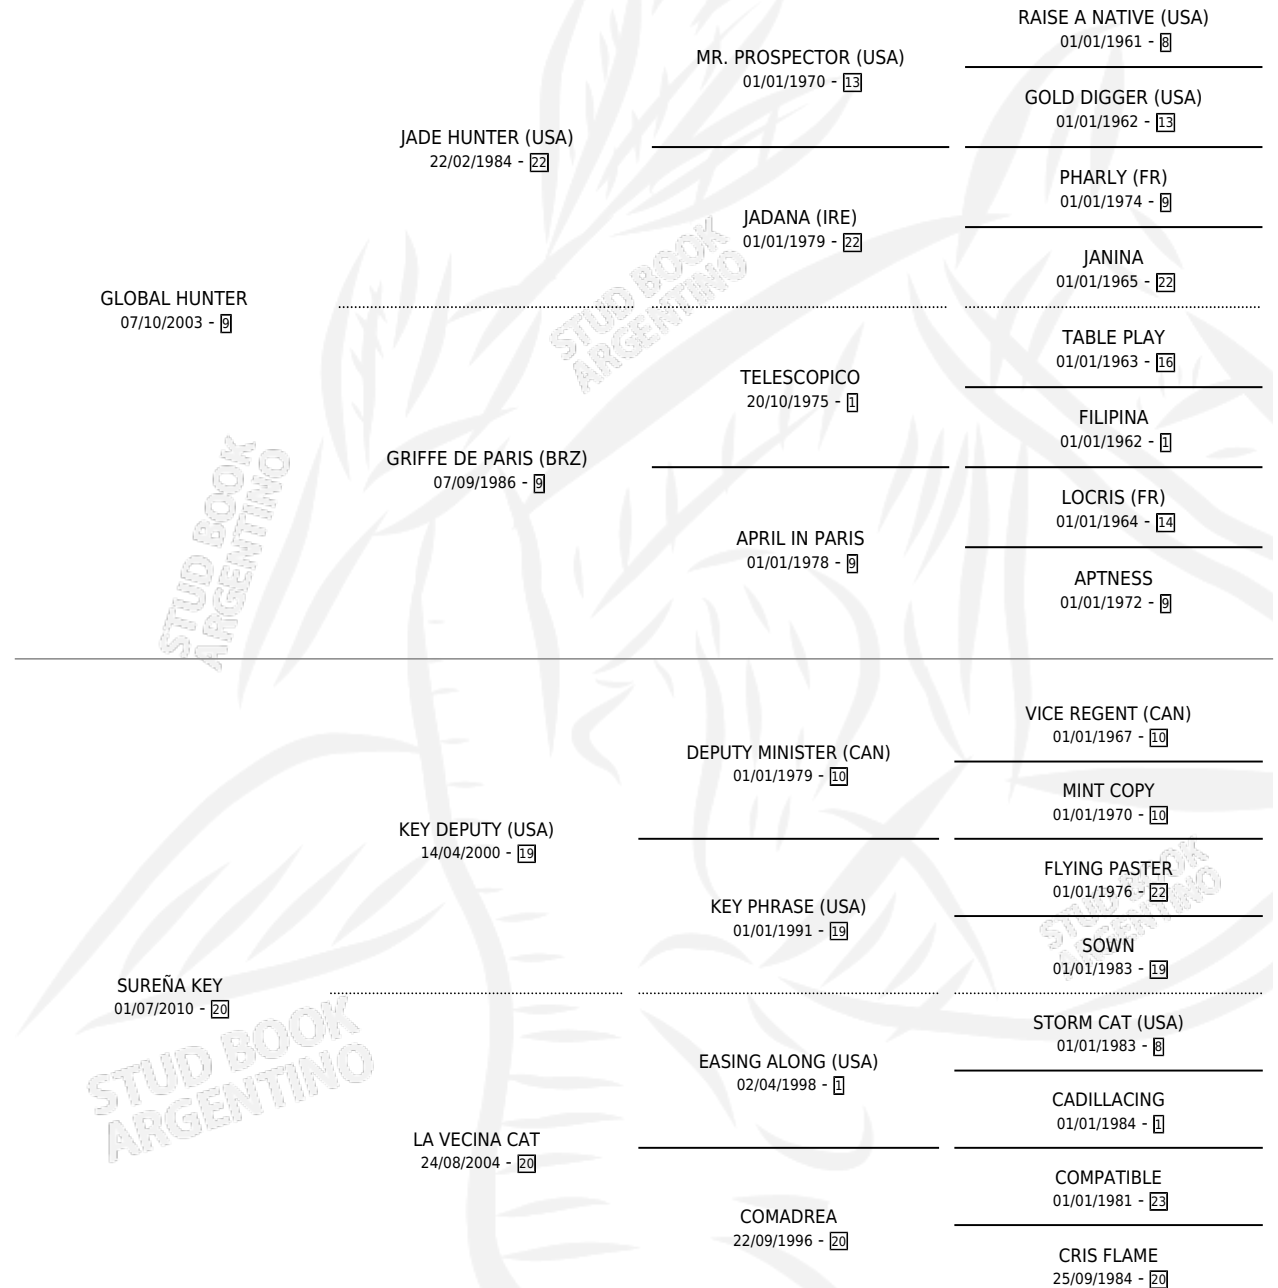 RAISE A NATIVE (USA)
01/01/1961 - 8
MR. PROSPECTOR (USA)
01/01/1970 - 13
GOLD DIGGER (USA)
01/01/1962 - 13
JADE HUNTER (USA)
22/02/1984 - 22
PHARLY (FR)
01/01/1974 - 9
JADANA (IRE)
01/01/1979 - 22
JANINA
01/01/1965 - 22
GLOBAL HUNTER
07/10/2003 - 9
TABLE PLAY
01/01/1963 - 16
TELESCOPICO
20/10/1975 - 1
FILIPINA
01/01/1962 - 1
GRIFFE DE PARIS (BRZ)
07/09/1986 - 9
LOCRIS (FR)
01/01/1964 - 14
APRIL IN PARIS
01/01/1978 - 9
APTNESS
01/01/1972 - 9
VICE REGENT (CAN)
01/01/1967 - 10
DEPUTY MINISTER (CAN)
01/01/1979 - 10
MINT COPY
01/01/1970 - 10
KEY DEPUTY (USA)
14/04/2000 - 19
FLYING PASTER
01/01/1976 - 22
KEY PHRASE (USA)
01/01/1991 - 19
SOWN
01/01/1983 - 19
SUREÑA KEY
01/07/2010 - 20
STORM CAT (USA)
01/01/1983 - 8
EASING ALONG (USA)
02/04/1998 - 1
CADILLACING
01/01/1984 - 1
LA VECINA CAT
24/08/2004 - 20
COMPATIBLE
01/01/1981 - 23
COMADREA
22/09/1996 - 20
CRIS FLAME
25/09/1984 - 20
STUD BOOK
ARGENTINO
STUD BOOK
ARGENTINO
STUD BOOK
ARGENTINO
STUD BOOK
ARGENTINO